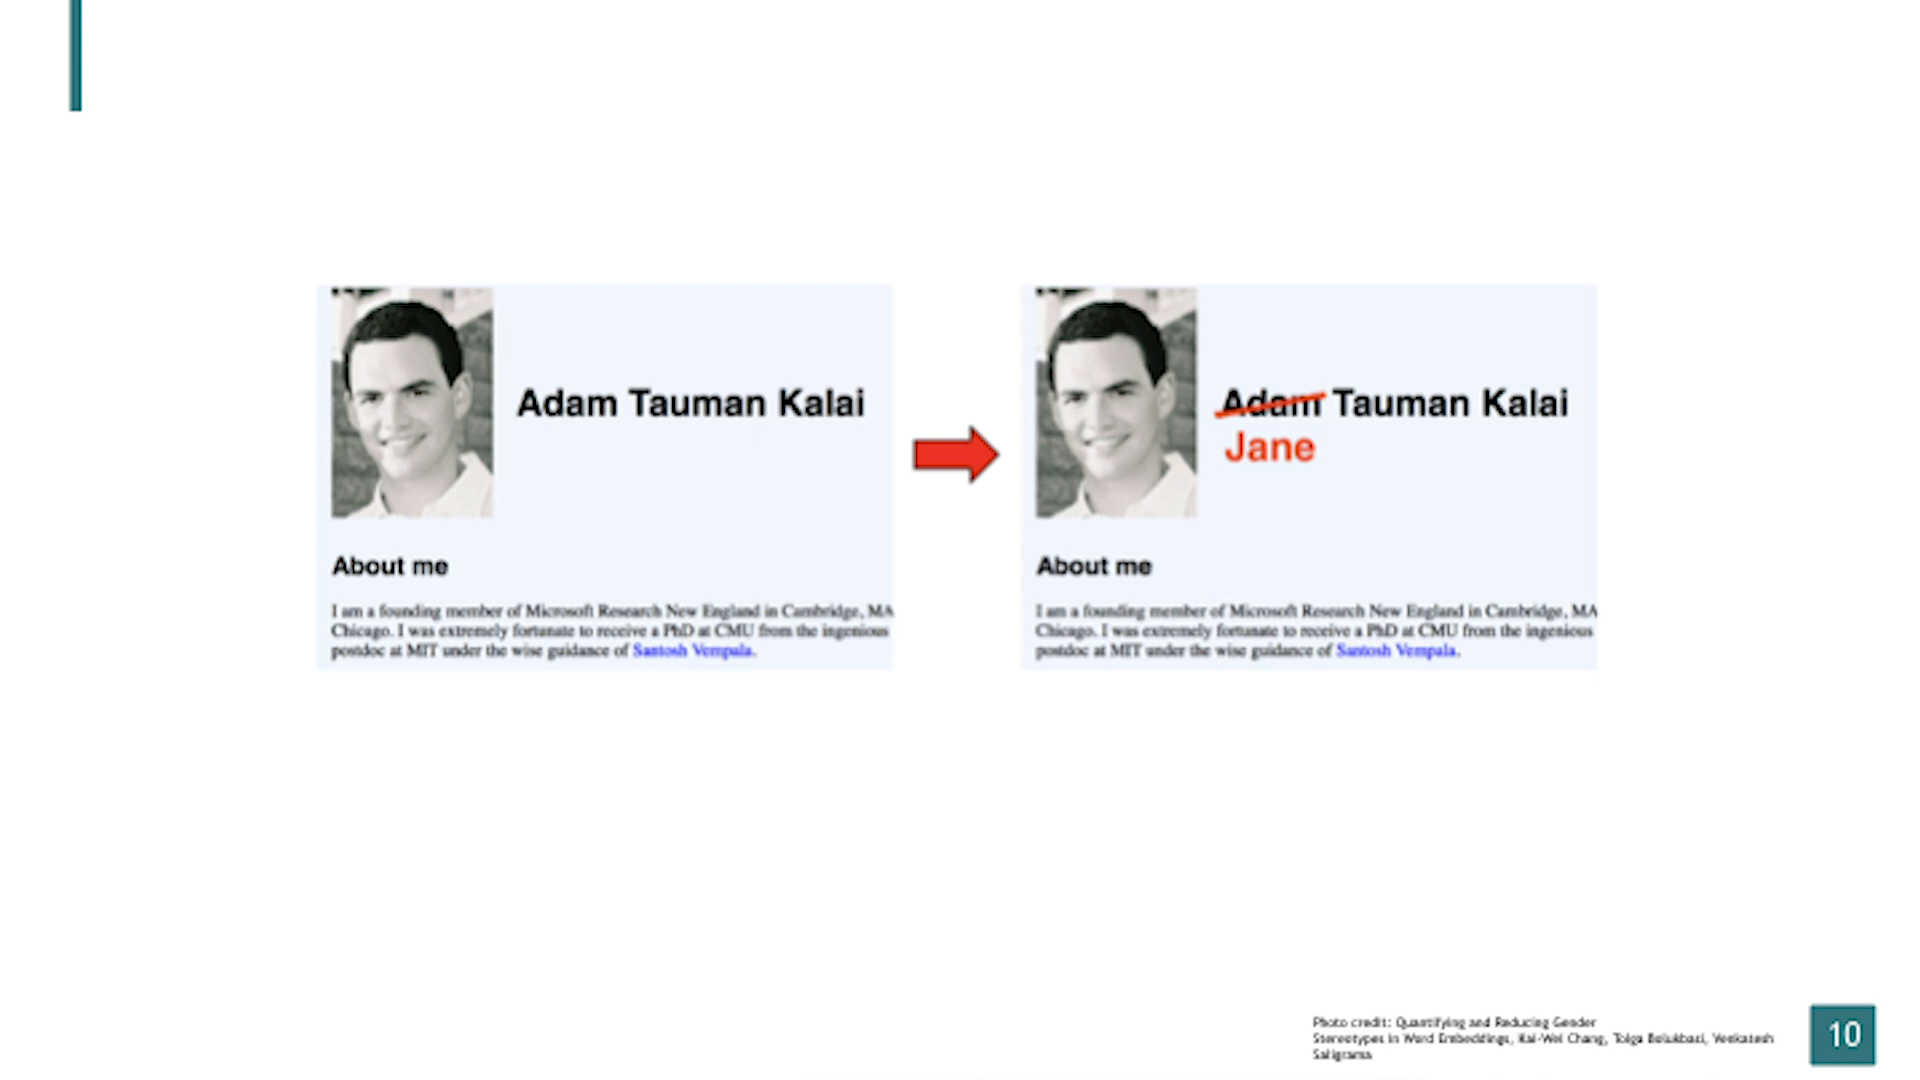 Adam Tauman Kalai
About me
I am a founding member of Microsoft Research New England in Cambridge, MA
Chicago. I was extremely fortunate to receive a PhD at CMU from the ingenious
postdoc at MIT under the wise guidance of Santosh Vempala.
Adam Tauman Kalai
Jane
About me
I am a founding member of Microsoft Research New England in Cambridge, MA
Chicago. I was extremely fortunate to receive a PhD at CMU from the ingenious
postdoc at MIT under the wise guidance of Santosh Vempala.
Photo credit: Quantifying and Reducing Gender
Stereotypes in Word Embeddings, Kai-Wei Chang, Tolga Bolukbasi, Venkatesh
Saligrama
10